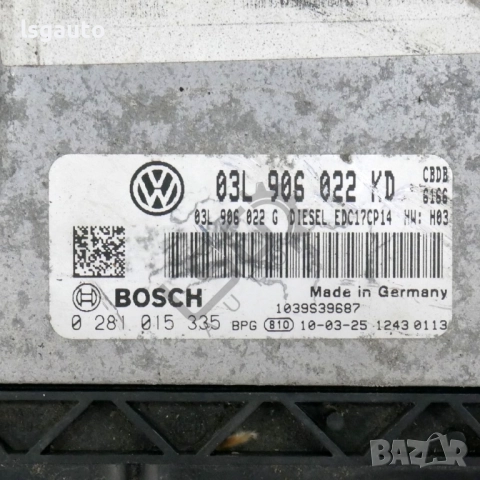 lsgauto
03L 906 022 KD
CBDB
6166
03L 906 022 G DIESEL EDC17CP14 HW: H03
BOSCH
Made in Germany
1039S39687
0 281 015 335 BPG 810 10-03-25 1243 0113
BAZAR